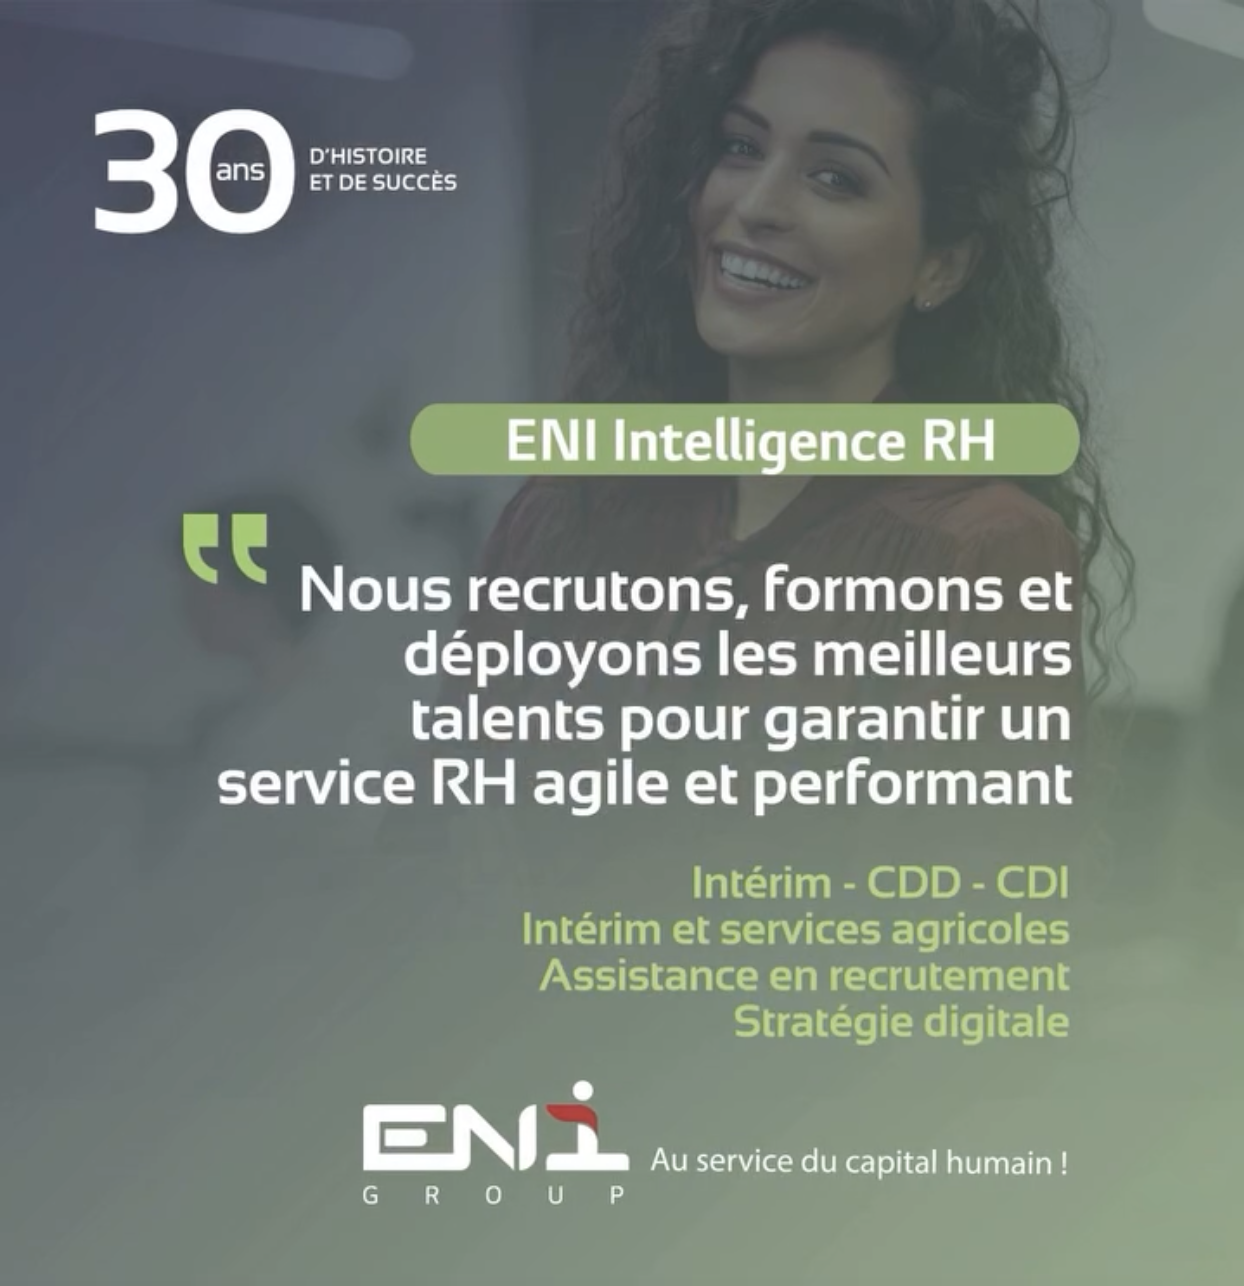 30 ans
D'HISTOIRE
ET DE SUCCÈS
ENI Intelligence RH
Nous recrutons, formons et
déployons les meilleurs
talents pour garantir un
service RH agile et performant
Intérim - CDD - CDI
Intérim et services agricoles
Assistance en recrutement
Stratégie digitale
ENi
GROUP
Au service du capital humain !